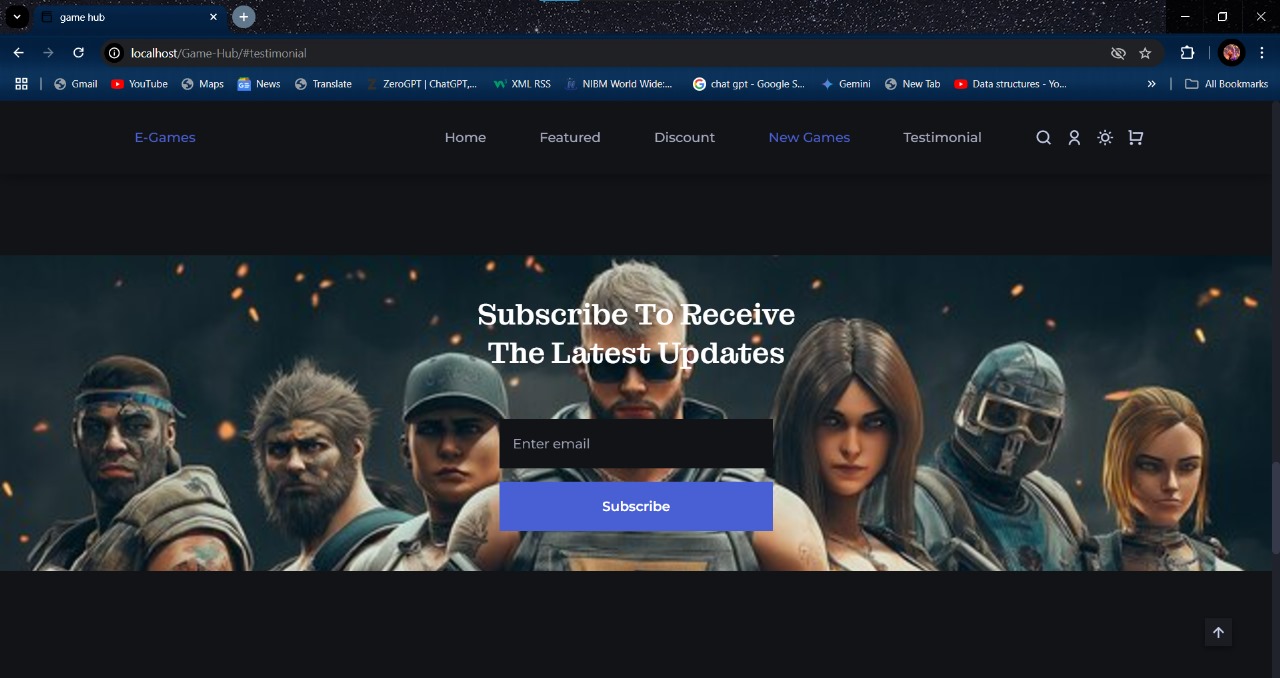 game hub
localhost/Game-Hub/#testimonial
Gmail YouTube Maps News Translate ZeroGPT | ChatGPT,... XML RSS NIBM World Wide:... chat gpt - Google S... Gemini New Tab Data structures - Yo... » All Bookmarks
E-Games Home Featured Discount New Games Testimonial
Subscribe To Receive
The Latest Updates
Enter email
Subscribe